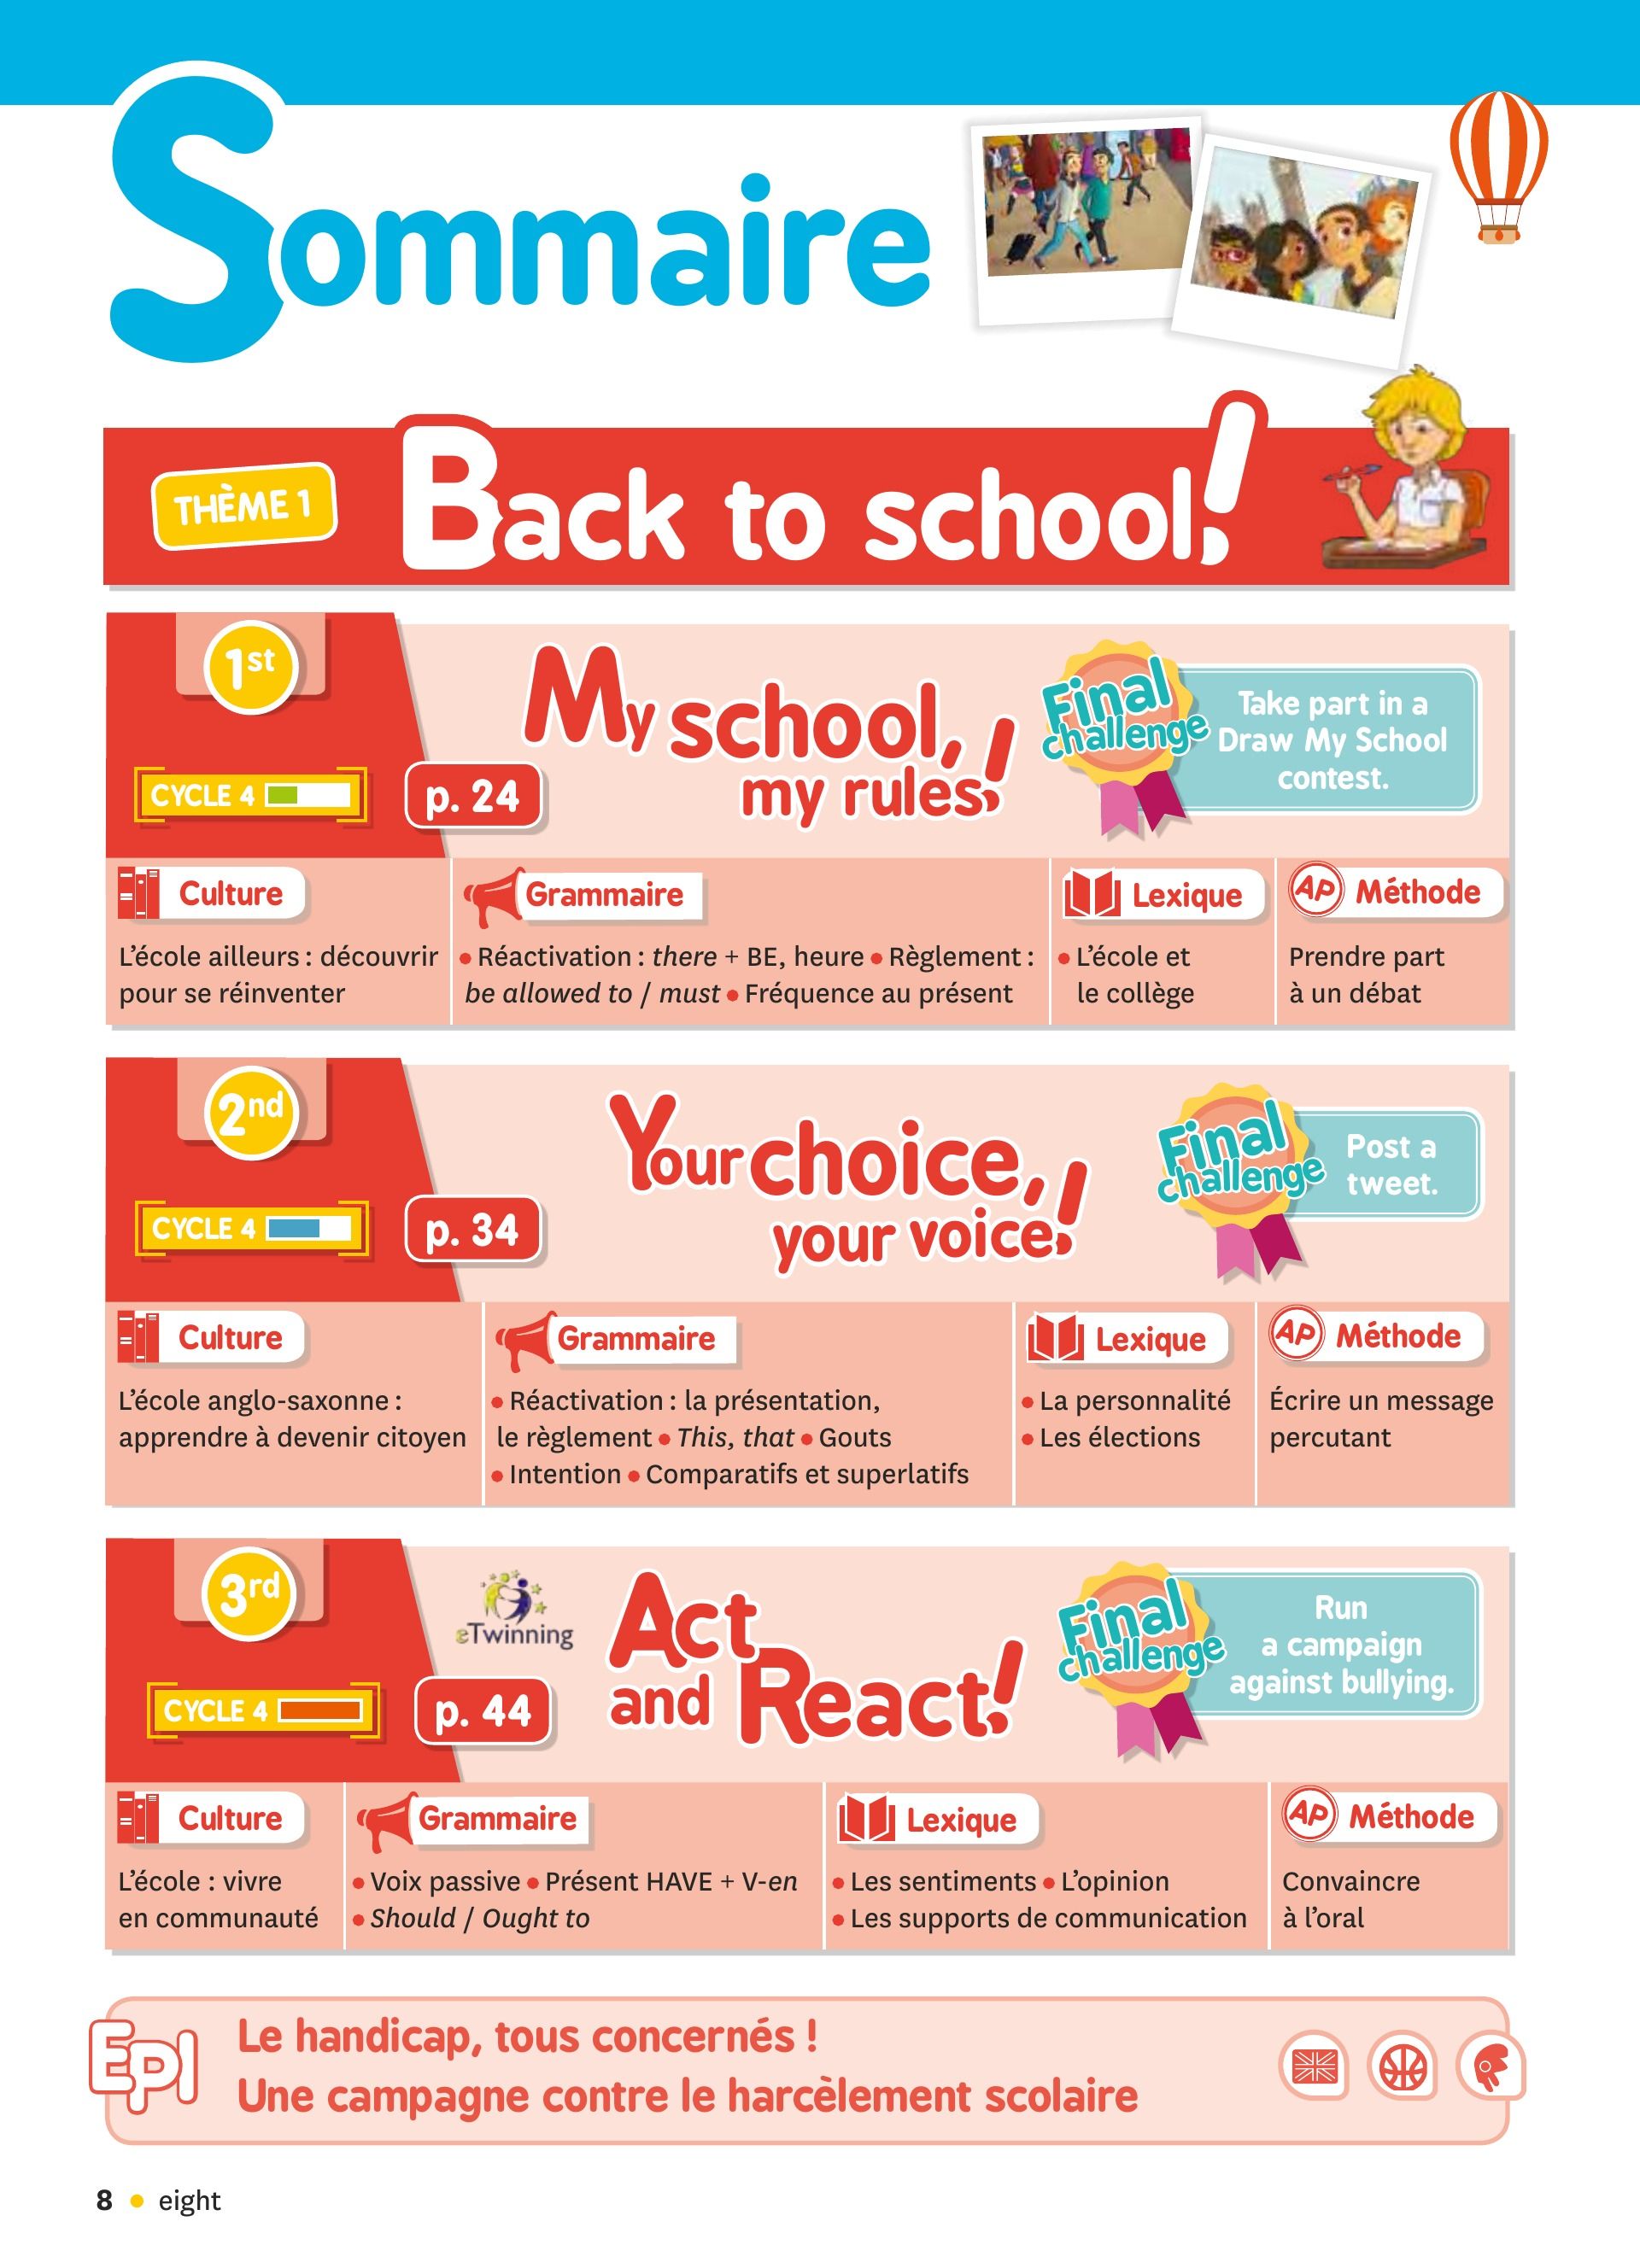 Sommaire
THÈME 1
Back to school!
1st
My school,
my rules!
Final
challenge
Take part in a
Draw My School
contest.
CYCLE 4
p. 24
Culture
L'école ailleurs : découvrir
pour se réinventer
Grammaire
• Réactivation : there + BE, heure • Règlement :
be allowed to / must • Fréquence au présent
Lexique
• L'école et
le collège
AP Méthode
Prendre part
à un débat
2nd
Your choice,
your voice!
Final
challenge
Post a
tweet.
CYCLE 4
p. 34
Culture
L'école anglo-saxonne :
apprendre à devenir citoyen
Grammaire
• Réactivation : la présentation,
le règlement • This, that • Gouts
• Intention • Comparatifs et superlatifs
Lexique
• La personnalité
• Les élections
AP Méthode
Écrire un message
percutant
3rd
eTwinning
Act
and React!
Final
challenge
Run
a campaign
against bullying.
CYCLE 4
p. 44
Culture
L'école : vivre
en communauté
Grammaire
• Voix passive • Présent HAVE + V-en
• Should / Ought to
Lexique
• Les sentiments • L'opinion
• Les supports de communication
AP Méthode
Convaincre
à l'oral
EPI
Le handicap, tous concernés !
Une campagne contre le harcèlement scolaire
8 • eight